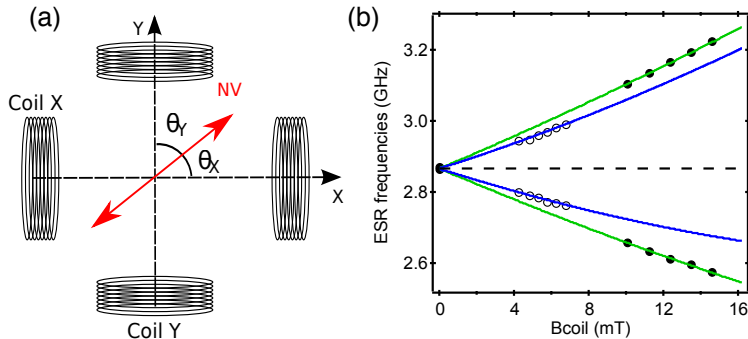 (a)
Y
NV
Coil X
θY
θX
X
Coil Y
(b)
ESR frequencies (GHz)
3.2
3.0
2.8
2.6
0
4
8
12
16
Bcoil (mT)